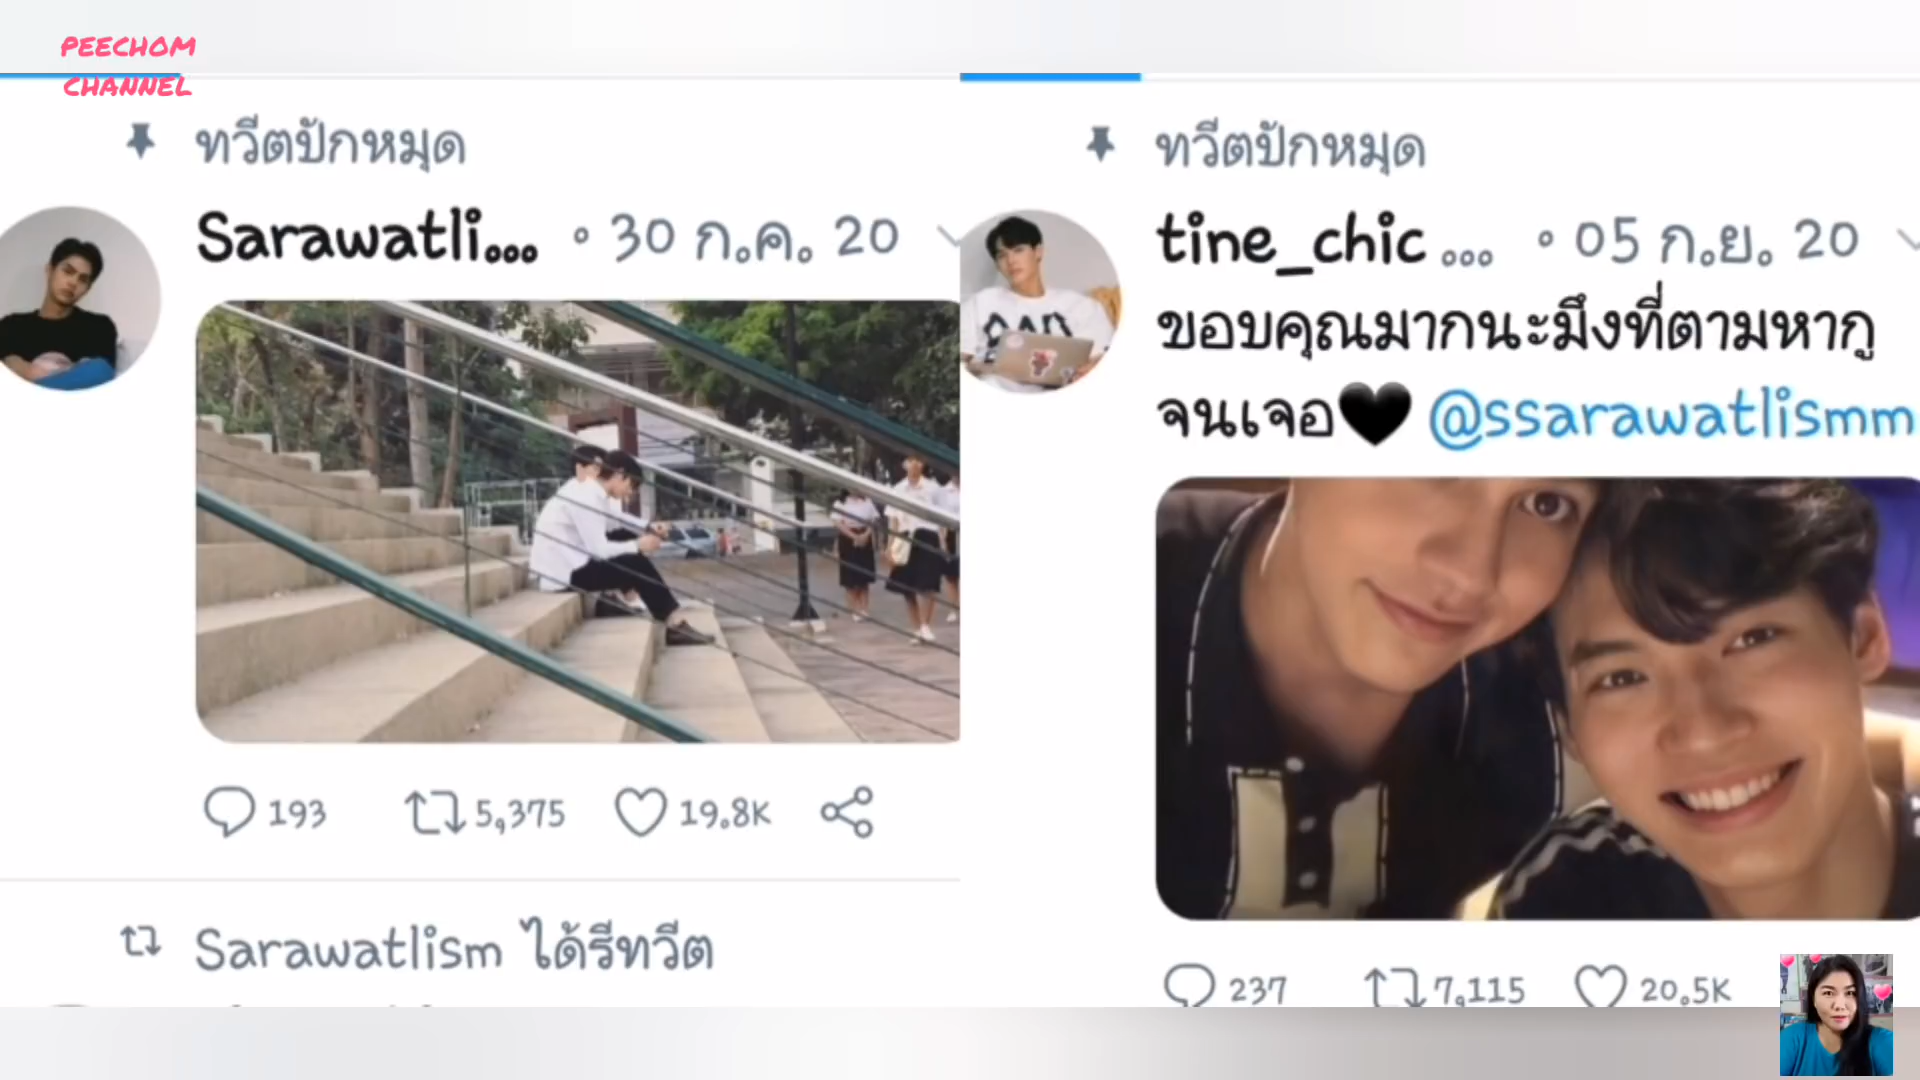 PEECHOM
CHANNEL
ทวีตปักหมุด
Sarawatli... • 30 ก.ค. 20
193 5,375 19.8K
Sarawatlism ได้รีทวีต
ทวีตปักหมุด
tine_chic ... • 05 ก.ย. 20
ขอบคุณมากนะมึงที่ตามหากู
จนเจอ🖤 @ssarawatlismm
237 7,115 20.5K